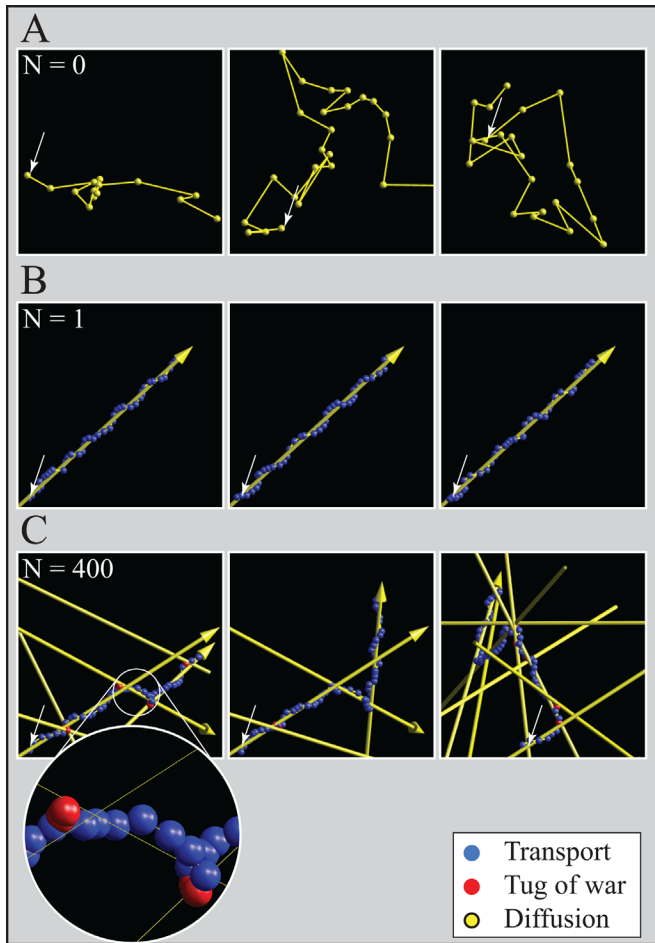 A
N = 0
B
N = 1
C
N = 400
Transport
Tug of war
Diffusion